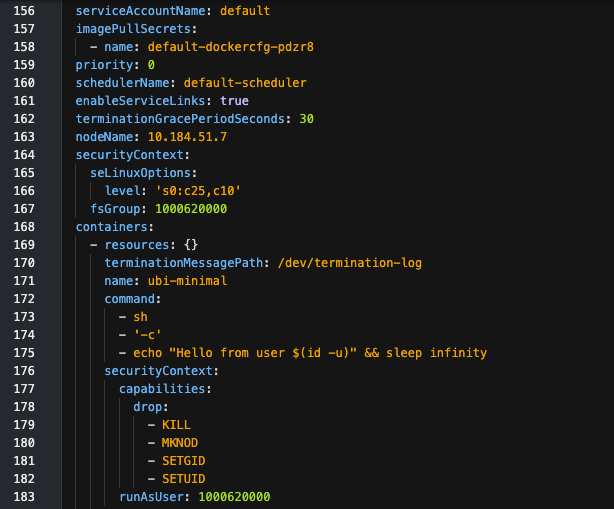 156 serviceAccountName: default
157 imagePullSecrets:
158 - name: default-dockercfg-pdzr8
159 priority: 0
160 schedulerName: default-scheduler
161 enableServiceLinks: true
162 terminationGracePeriodSeconds: 30
163 nodeName: 10.184.51.7
164 securityContext:
165 seLinuxOptions:
166 level: 's0:c25,c10'
167 fsGroup: 1000620000
168 containers:
169 - resources: {}
170 terminationMessagePath: /dev/termination-log
171 name: ubi-minimal
172 command:
173 - sh
174 - '-c'
175 - echo "Hello from user $(id -u)" && sleep infinity
176 securityContext:
177 capabilities:
178 drop:
179 - KILL
180 - MKNOD
181 - SETGID
182 - SETUID
183 runAsUser: 1000620000